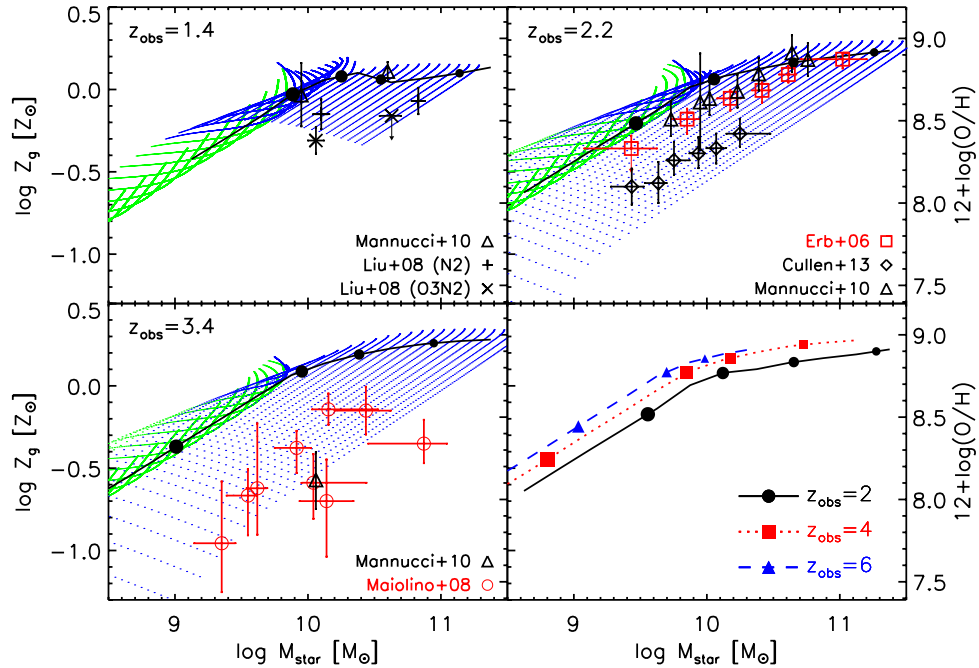 z_obs=1.4
0.5
0.0
−0.5
−1.0
log Z_g [Z_⊙]
Mannucci+10
Liu+08 (N2)
Liu+08 (O3N2)
z_obs=2.2
9.0
8.5
8.0
7.5
12+log(O/H)
Erb+06
Cullen+13
Mannucci+10
z_obs=3.4
0.5
0.0
−0.5
−1.0
log Z_g [Z_⊙]
Mannucci+10
Maiolino+08
9 10 11
log M_star [M_⊙]
9.0
8.5
8.0
7.5
12+log(O/H)
z_obs=2
z_obs=4
z_obs=6
9 10 11
log M_star [M_⊙]